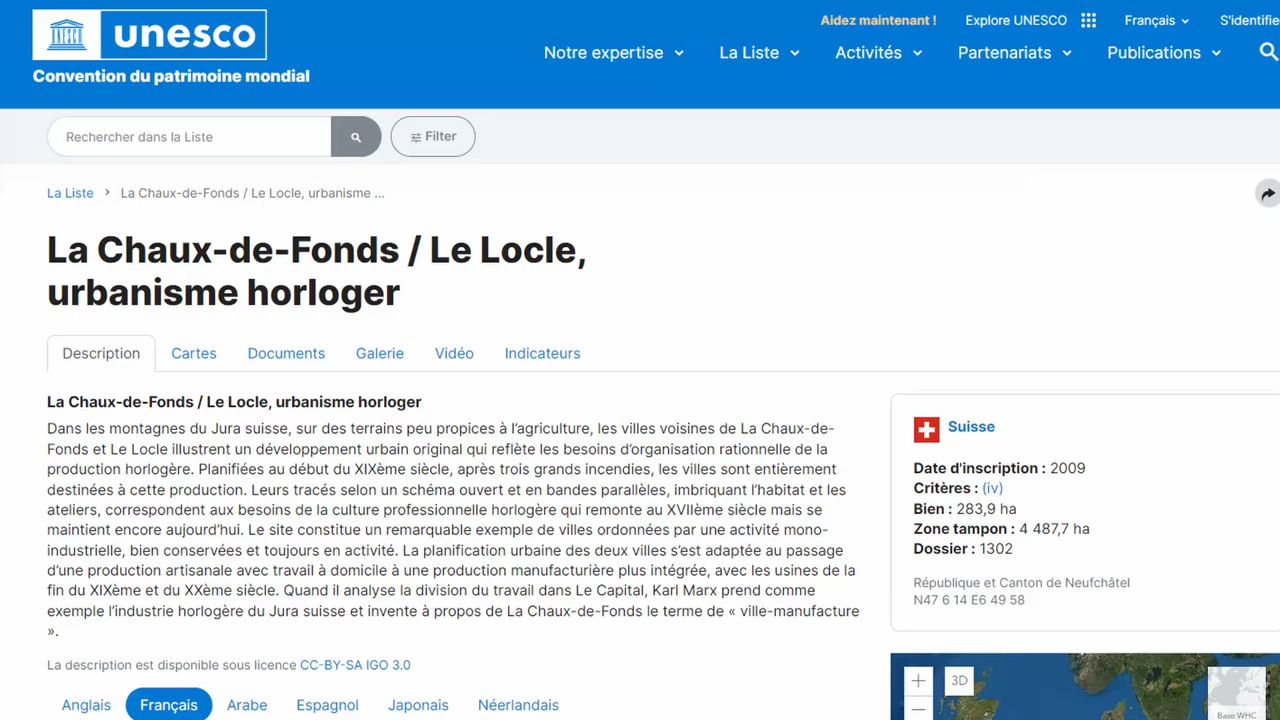 unesco
Convention du patrimoine mondial
Aidez maintenant !
Explore UNESCO
Français
S'identifie
Notre expertise
La Liste
Activités
Partenariats
Publications
Rechercher dans la Liste
Filter
La Liste > La Chaux-de-Fonds / Le Locle, urbanisme ...
La Chaux-de-Fonds / Le Locle,
urbanisme horloger
Description
Cartes
Documents
Galerie
Vidéo
Indicateurs
La Chaux-de-Fonds / Le Locle, urbanisme horloger
Dans les montagnes du Jura suisse, sur des terrains peu propices à l’agriculture, les villes voisines de La Chaux-de-
Fonds et Le Locle illustrent un développement urbain original qui reflète les besoins d’organisation rationnelle de la
production horlogère. Planifiées au début du XIXème siècle, après trois grands incendies, les villes sont entièrement
destinées à cette production. Leurs tracés selon un schéma ouvert et en bandes parallèles, imbriquant l’habitat et les
ateliers, correspondent aux besoins de la culture professionnelle horlogère qui remonte au XVIIème siècle mais se
maintient encore aujourd’hui. Le site constitue un remarquable exemple de villes ordonnées par une activité mono-
industrielle, bien conservées et toujours en activité. La planification urbaine des deux villes s’est adaptée au passage
d’une production artisanale avec travail à domicile à une production manufacturière plus intégrée, avec les usines de la
fin du XIXème et du XXème siècle. Quand il analyse la division du travail dans Le Capital, Karl Marx prend comme
exemple l’industrie horlogère du Jura suisse et invente à propos de La Chaux-de-Fonds le terme de « ville-manufacture
».
La description est disponible sous licence CC-BY-SA IGO 3.0
Anglais
Français
Arabe
Espagnol
Japonais
Néerlandais
Suisse
Date d'inscription : 2009
Critères : (iv)
Bien : 283,9 ha
Zone tampon : 4 487,7 ha
Dossier : 1302
République et Canton de Neufchâtel
N47 6 14 E6 49 58
+
3D
−
Base WHC